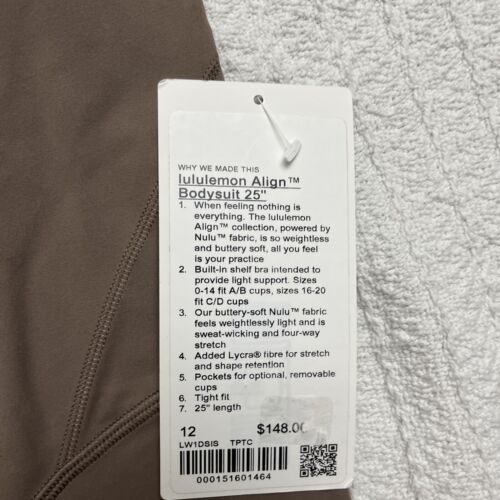 WHY WE MADE THIS
lululemon Align™
Bodysuit 25"
1. When feeling nothing is
everything. The lululemon
Align™ collection, powered by
Nulu™ fabric, is so weightless
and buttery soft, all you feel
is your practice
2. Built-in shelf bra intended to
provide light support. Sizes
0-14 fit A/B cups, sizes 16-20
fit C/D cups
3. Our buttery-soft Nulu™ fabric
feels weightlessly light and is
sweat-wicking and four-way
stretch
4. Added Lycra® fibre for stretch
and shape retention
5. Pockets for optional, removable
cups
6. Tight fit
7. 25" length
12 $148.00
LW1DSIS TPTC
000151601464